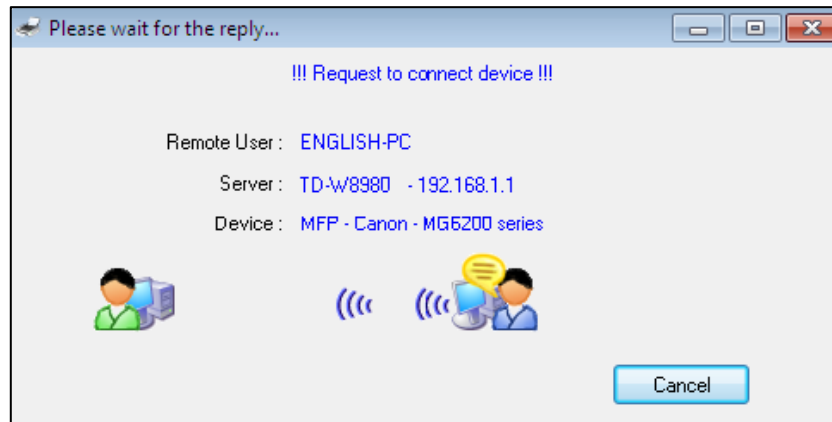 Please wait for the reply...
!!! Request to connect device !!!
Remote User : ENGLISH-PC
Server : TD-W8980 - 192.168.1.1
Device : MFP - Canon - MG6200 series
Cancel